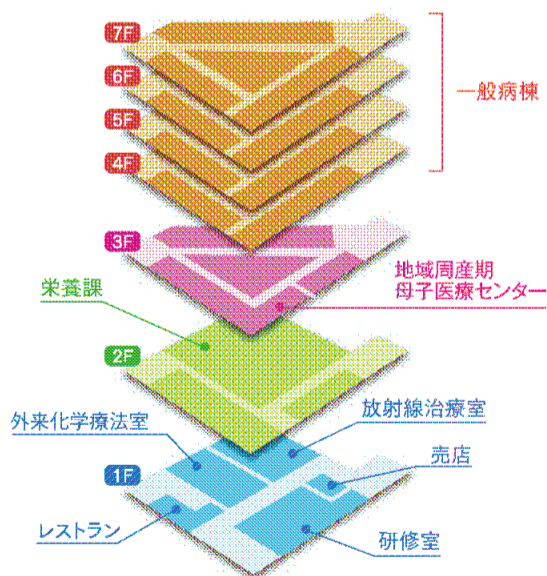 7F
6F
一般病棟
5F
4F
3F
地域周産期
母子医療センター
栄養課
2F
放射線治療室
外来化学療法室
売店
1F
レストラン
研修室